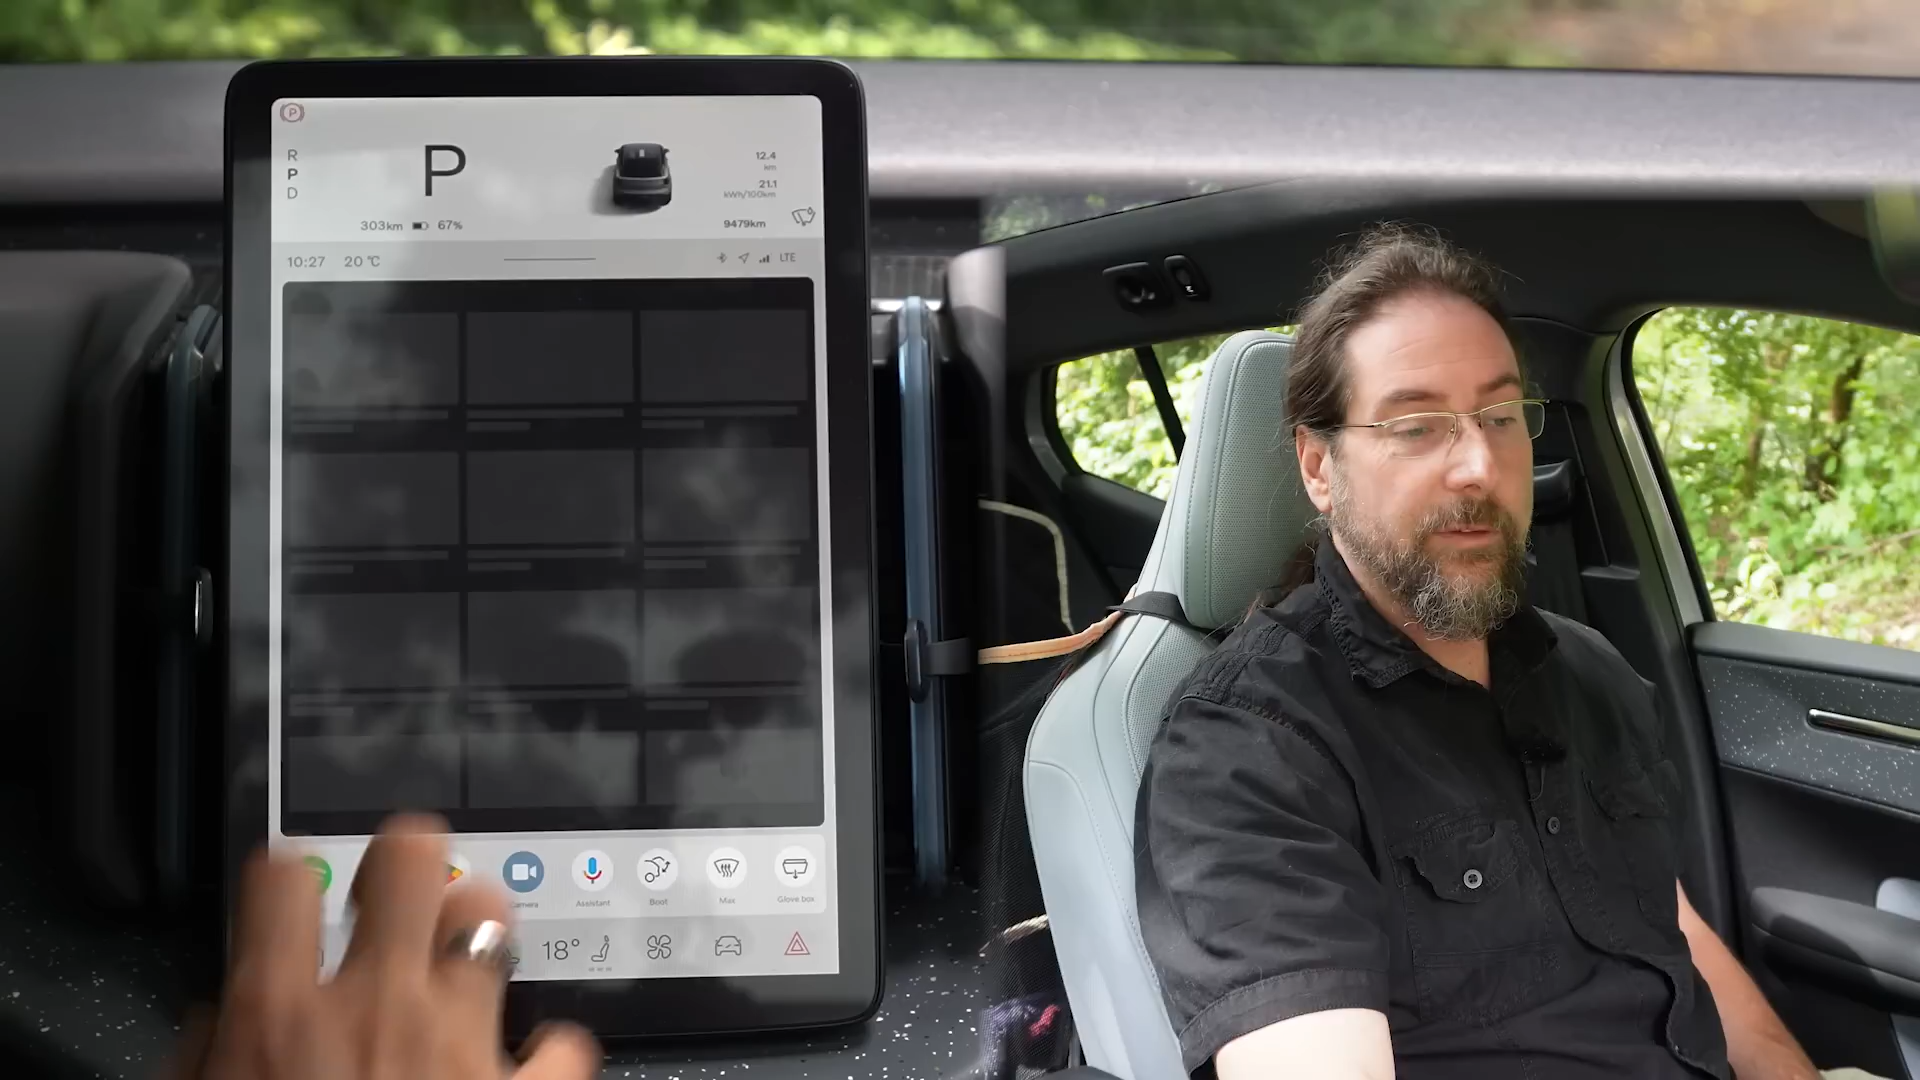 P
R
P
D
P
12.4
km
21.1
kWh/100km
303km 67%
9479km
10:27 20 °C
LTE
Camera Assistant Boot Max Glove box
18°